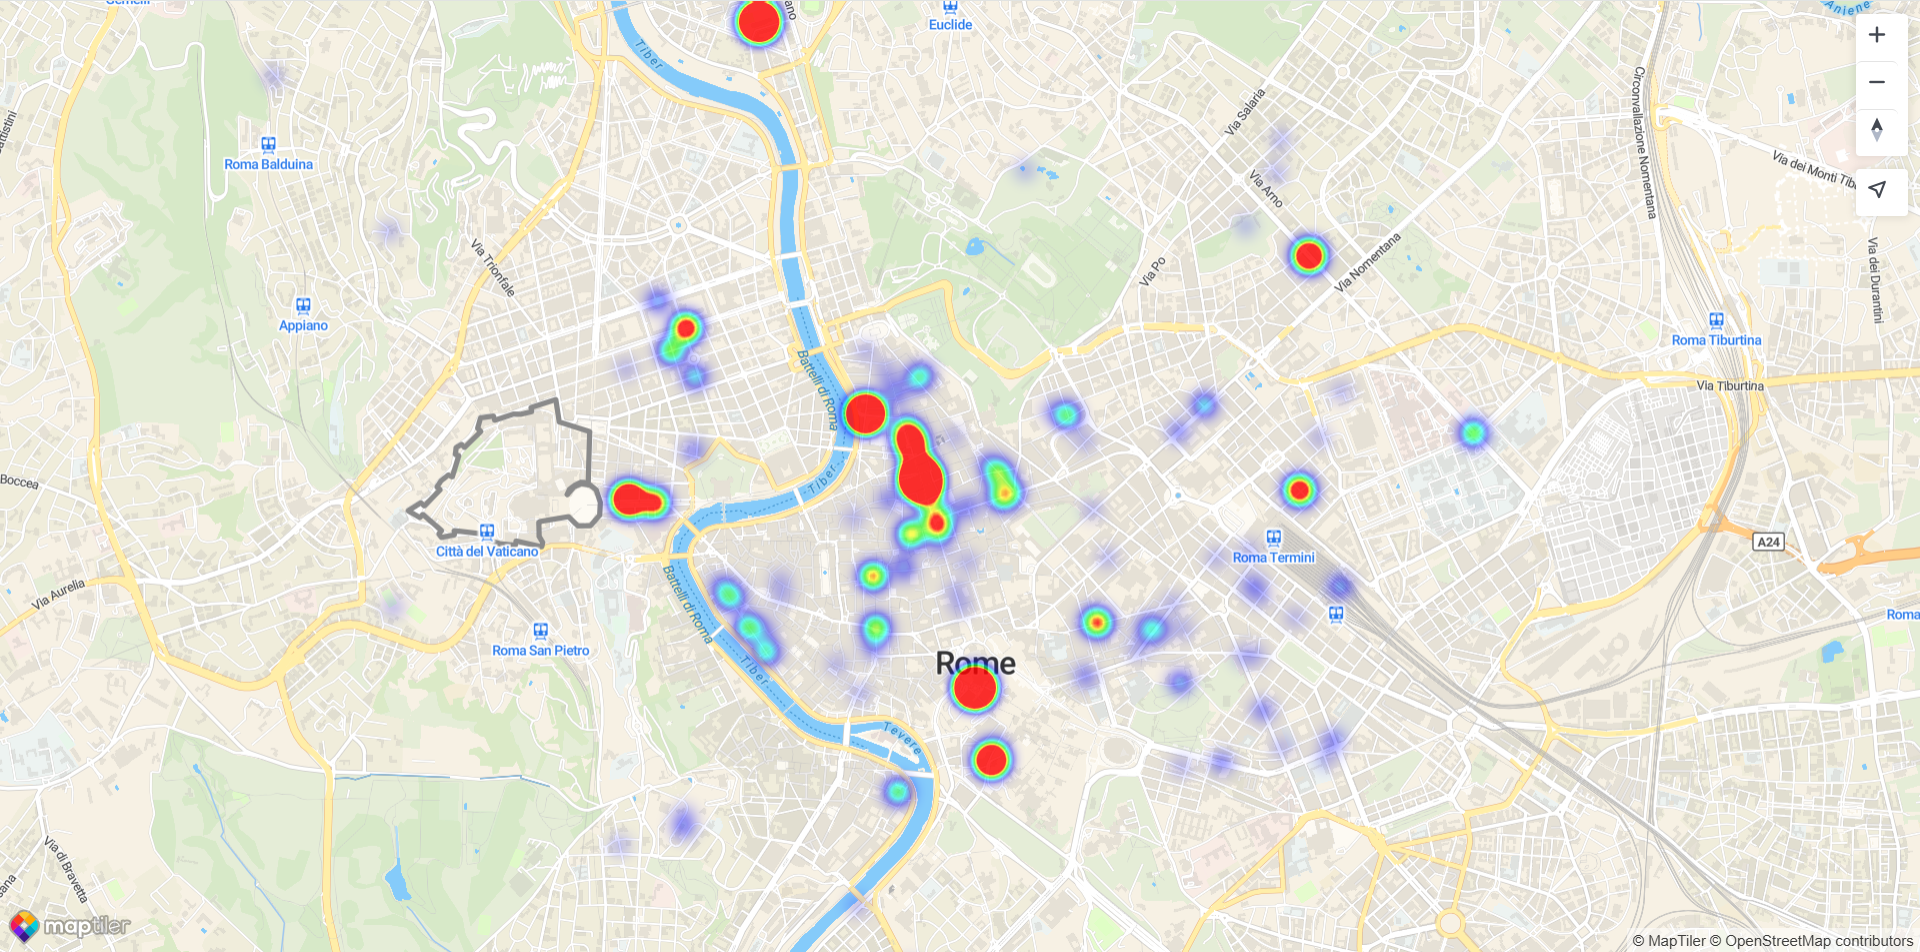 Gemelli
Euclide
Aniene
Tiber
Circonvallazione Nomentana
Via Salaria
Roma Balduina
Via dei Monti Tibu
Via Arno
Via Trionfale
Via Po
Via Nomentana
Via dei Durantini
Appiano
Roma Tiburtina
Battelli di Roma
Via Tiburtina
Boccea
Tiber
Città del Vaticano
Roma Termini
A24
Via Aurelia
Battelli di Roma
Roma
Roma San Pietro
Rome
Tiber
Tevere
Via di Bravetta
maptiler
© MapTiler © OpenStreetMap contributors